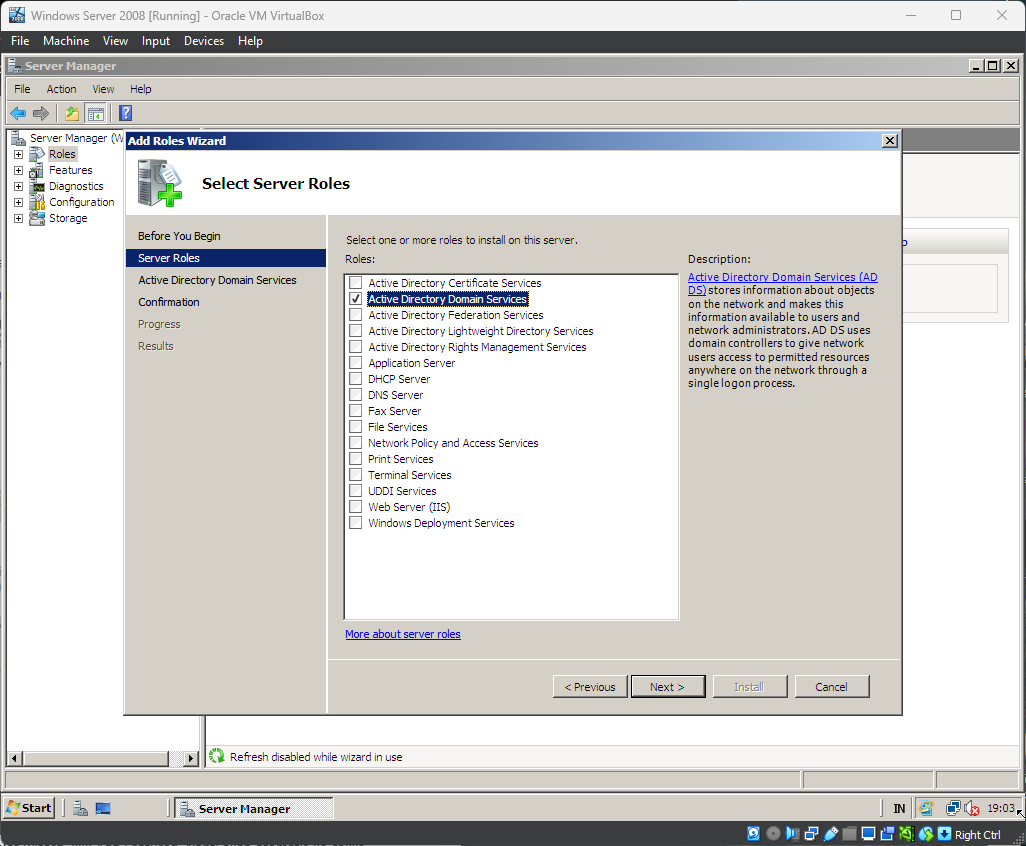 Windows Server 2008 [Running] - Oracle VM VirtualBox
File Machine View Input Devices Help
Server Manager
File Action View Help
Server Manager (W
Roles
Features
Diagnostics
Configuration
Storage
Add Roles Wizard
Select Server Roles
Before You Begin
Server Roles
Active Directory Domain Services
Confirmation
Progress
Results
Select one or more roles to install on this server.
Roles:
Active Directory Certificate Services
Active Directory Domain Services
Active Directory Federation Services
Active Directory Lightweight Directory Services
Active Directory Rights Management Services
Application Server
DHCP Server
DNS Server
Fax Server
File Services
Network Policy and Access Services
Print Services
Terminal Services
UDDI Services
Web Server (IIS)
Windows Deployment Services
More about server roles
Description:
Active Directory Domain Services (AD
DS) stores information about objects
on the network and makes this
information available to users and
network administrators. AD DS uses
domain controllers to give network
users access to permitted resources
anywhere on the network through a
single logon process.
< Previous Next > Install Cancel
Refresh disabled while wizard in use
Start Server Manager IN 19:03
Right Ctrl